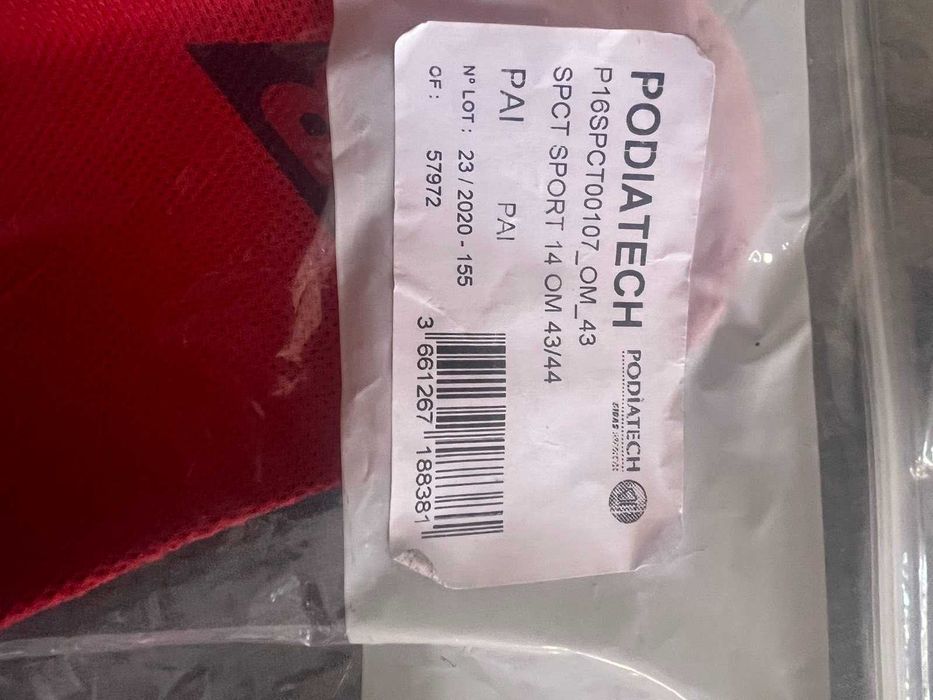 PODIATECH
PODIATECH
SIDAS
P16SPCT00107_OM_43
SPCT SPORT 14 OM 43/44
PAI PAI
N° LOT : 23 / 2020 - 155
OF : 57972
3 661267 188381